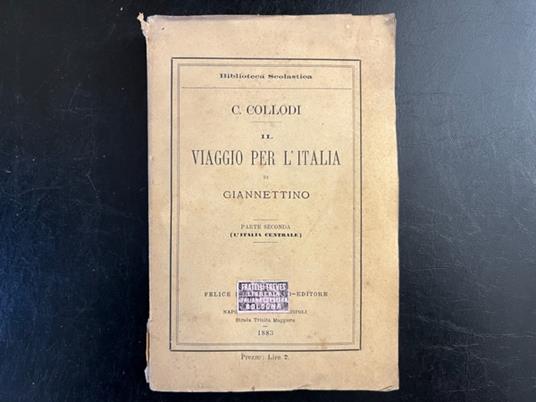 Biblioteca Scolastica
C. COLLODI
IL
VIAGGIO PER L'ITALIA
DI
GIANNETTINO
PARTE SECONDA
(L'ITALIA CENTRALE)
FELICE EDITORE
FRATELLI TREVES
LIBRERIA
BOLOGNA
Strada Trinità Maggiore
1883
Prezzo: Lire 2.